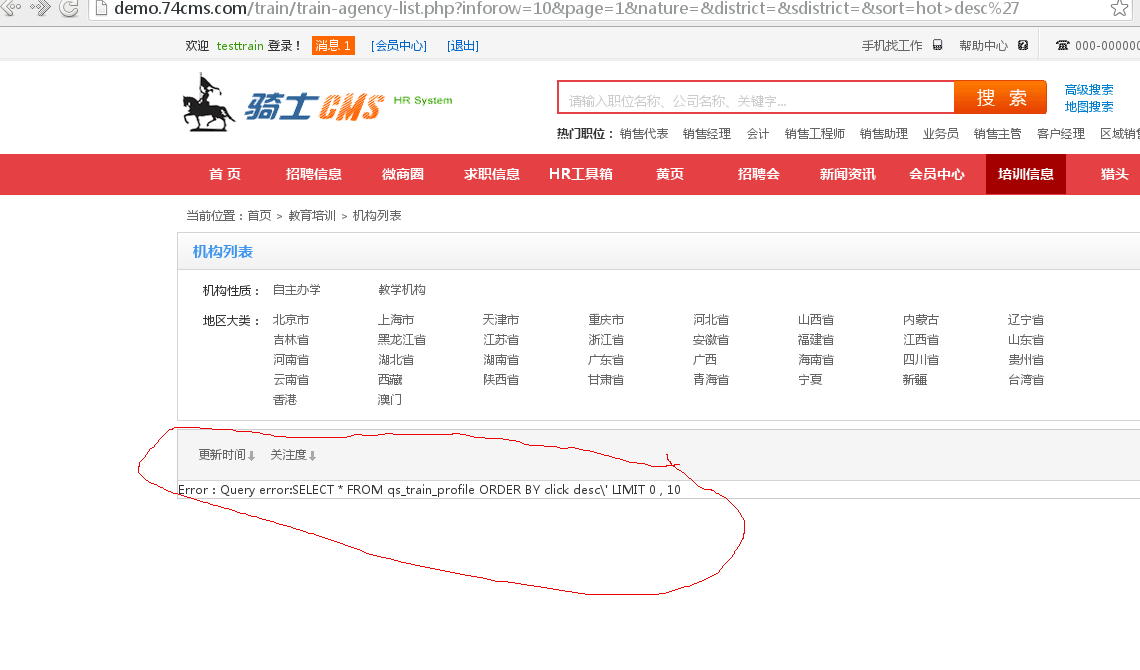 demo.74cms.com/train/train-agency-list.php?inforow=10&page=1&nature=&district=&sdistrict=&sort=hot>desc%27
欢迎 testtrain 登录！ 消息 1 [会员中心] [退出] 手机找工作 帮助中心 000-000000
骑士CMS HR System
请输入职位名称、公司名称、关键字... 搜 索 高级搜索
地图搜索
热门职位： 销售代表 销售经理 会计 销售工程师 销售助理 业务员 销售主管 客户经理 区域销售
首 页 招聘信息 微商圈 求职信息 HR工具箱 黄页 招聘会 新闻资讯 会员中心 培训信息 猎头
当前位置：首页 > 教育培训 > 机构列表
机构列表
机构性质： 自主办学 教学机构
地区大类： 北京市 上海市 天津市 重庆市 河北省 山西省 内蒙古 辽宁省
吉林省 黑龙江省 江苏省 浙江省 安徽省 福建省 江西省 山东省
河南省 湖北省 湖南省 广东省 广西 海南省 四川省 贵州省
云南省 西藏 陕西省 甘肃省 青海省 宁夏 新疆 台湾省
香港 澳门
更新时间↓ 关注度↓
Error：Query error:SELECT * FROM qs_train_profile ORDER BY click desc\' LIMIT 0 , 10